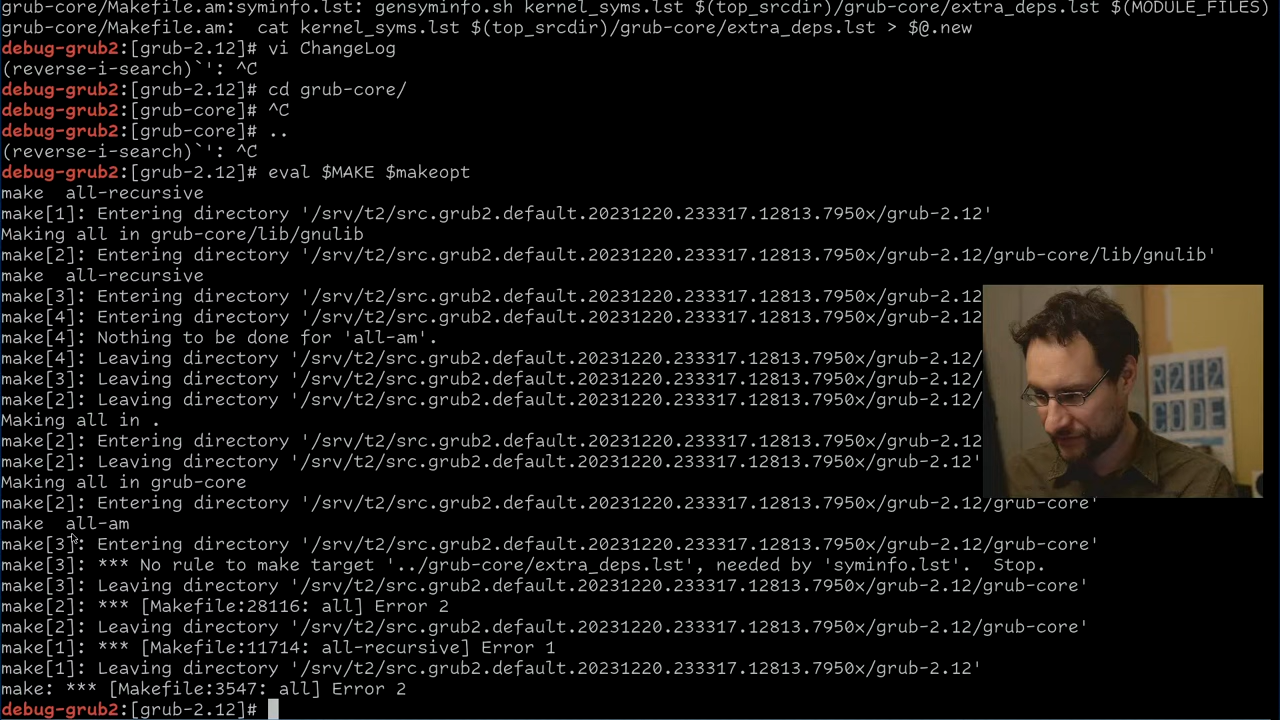 grub-core/Makefile.am:syminfo.lst: gensyminfo.sh kernel_syms.lst $(top_srcdir)/grub-core/extra_deps.lst $(MODULE_FILES)
grub-core/Makefile.am:  cat kernel_syms.lst $(top_srcdir)/grub-core/extra_deps.lst > $@.new
debug-grub2:[grub-2.12]# vi ChangeLog
(reverse-i-search)`': ^C
debug-grub2:[grub-2.12]# cd grub-core/
debug-grub2:[grub-core]# ^C
debug-grub2:[grub-core]# ..
(reverse-i-search)`': ^C
debug-grub2:[grub-2.12]# eval $MAKE $makeopt
make  all-recursive
make[1]: Entering directory '/srv/t2/src.grub2.default.20231220.233317.12813.7950x/grub-2.12'
Making all in grub-core/lib/gnulib
make[2]: Entering directory '/srv/t2/src.grub2.default.20231220.233317.12813.7950x/grub-2.12/grub-core/lib/gnulib'
make  all-recursive
make[3]: Entering directory '/srv/t2/src.grub2.default.20231220.233317.12813.7950x/grub-2.12
make[4]: Entering directory '/srv/t2/src.grub2.default.20231220.233317.12813.7950x/grub-2.12
make[4]: Nothing to be done for 'all-am'.
make[4]: Leaving directory '/srv/t2/src.grub2.default.20231220.233317.12813.7950x/grub-2.12/
make[3]: Leaving directory '/srv/t2/src.grub2.default.20231220.233317.12813.7950x/grub-2.12/
make[2]: Leaving directory '/srv/t2/src.grub2.default.20231220.233317.12813.7950x/grub-2.12/
Making all in .
make[2]: Entering directory '/srv/t2/src.grub2.default.20231220.233317.12813.7950x/grub-2.12
make[2]: Leaving directory '/srv/t2/src.grub2.default.20231220.233317.12813.7950x/grub-2.12'
Making all in grub-core
make[2]: Entering directory '/srv/t2/src.grub2.default.20231220.233317.12813.7950x/grub-2.12/grub-core'
make  all-am
make[3]: Entering directory '/srv/t2/src.grub2.default.20231220.233317.12813.7950x/grub-2.12/grub-core'
make[3]: *** No rule to make target '../grub-core/extra_deps.lst', needed by 'syminfo.lst'.  Stop.
make[3]: Leaving directory '/srv/t2/src.grub2.default.20231220.233317.12813.7950x/grub-2.12/grub-core'
make[2]: *** [Makefile:28116: all] Error 2
make[2]: Leaving directory '/srv/t2/src.grub2.default.20231220.233317.12813.7950x/grub-2.12/grub-core'
make[1]: *** [Makefile:11714: all-recursive] Error 1
make[1]: Leaving directory '/srv/t2/src.grub2.default.20231220.233317.12813.7950x/grub-2.12'
make: *** [Makefile:3547: all] Error 2
debug-grub2:[grub-2.12]#
CODE